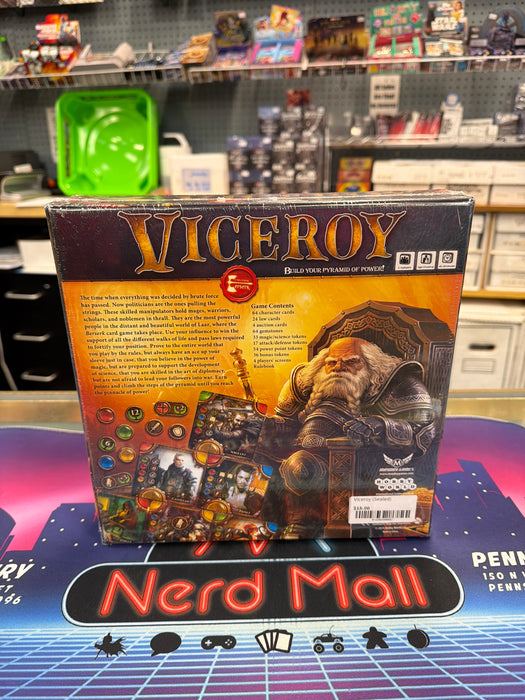 VICEROY
BUILD YOUR PYRAMID OF POWER!
The time when everything was decided by brute force
has passed. Now politicians are the ones pulling the
strings. These skilled manipulators hold magic, warriors,
scholars, and noblemen in thrall. They are the most powerful
people in the distant and beautiful world of Laar, where the
Berserk card game takes place. Use your influence to win the
support of all the different walks of life and pass laws required
to fortify your position. Prove to the entire world that
you play by the rules, but always have an ace up your
sleeve just in case; that you believe in the power of
magic, but are prepared to support the development
of science, that you are skilled in the art of diplomacy,
but are not afraid to lead your followers into war. Earn
points and climb the steps of the pyramid until you reach
the pinnacle of power!
Game Contents
64 character cards
24 law cards
4 auction cards
64 gemstones
33 magic/science tokens
37 attack/defense tokens
54 power point tokens
36 bonus tokens
4 players' screens
Rulebook
HOBBY
WORLD
Viceroy (Sealed)
$18.00
Nerd Mall
PENN
150 N
PENN